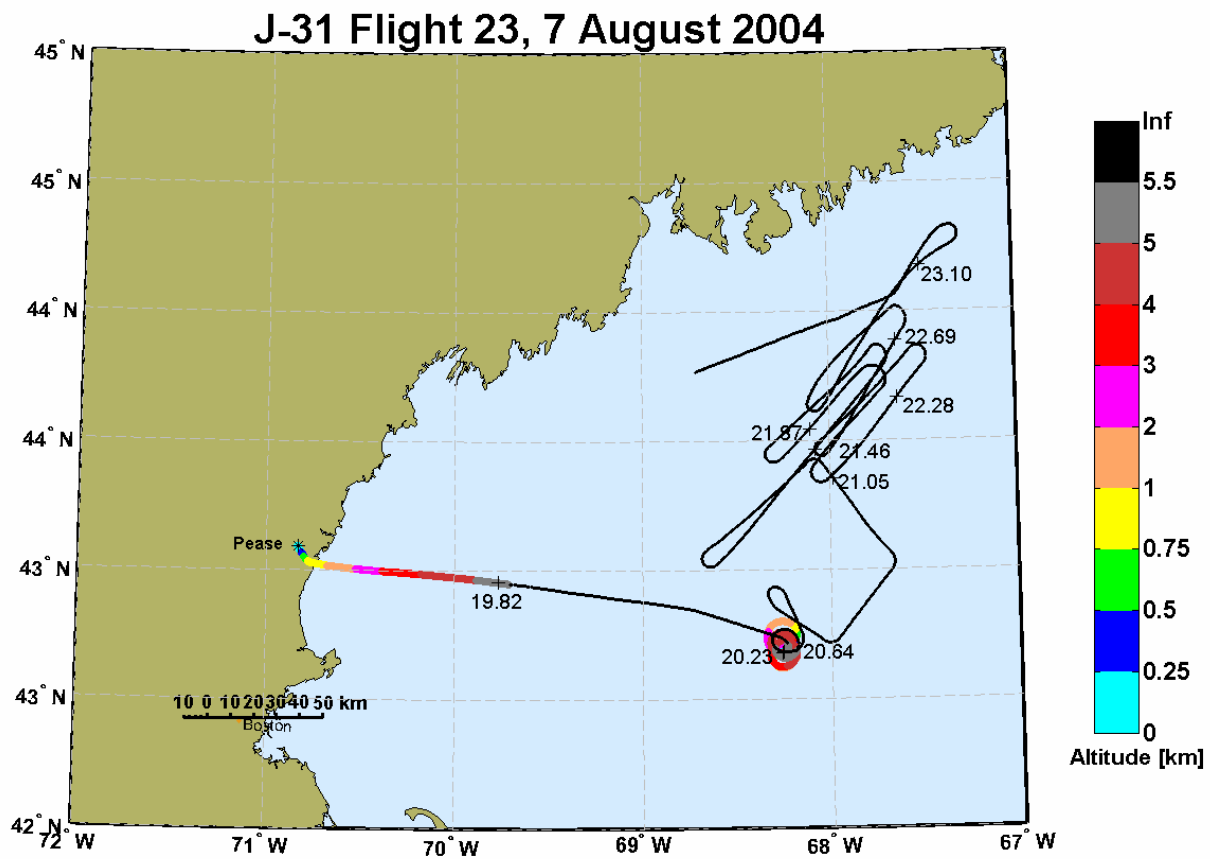 J-31 Flight 23, 7 August 2004
45° N
45° N
44° N
44° N
43° N
43° N
42° N
72° W
71° W
70° W
69° W
68° W
67° W
Pease
19.82
20.23
20.64
21.05
21.46
21.87
22.28
22.69
23.10
10 0 10 20 30 40 50 km
Boston
Inf
5.5
5
4
3
2
1
0.75
0.5
0.25
0
Altitude [km]